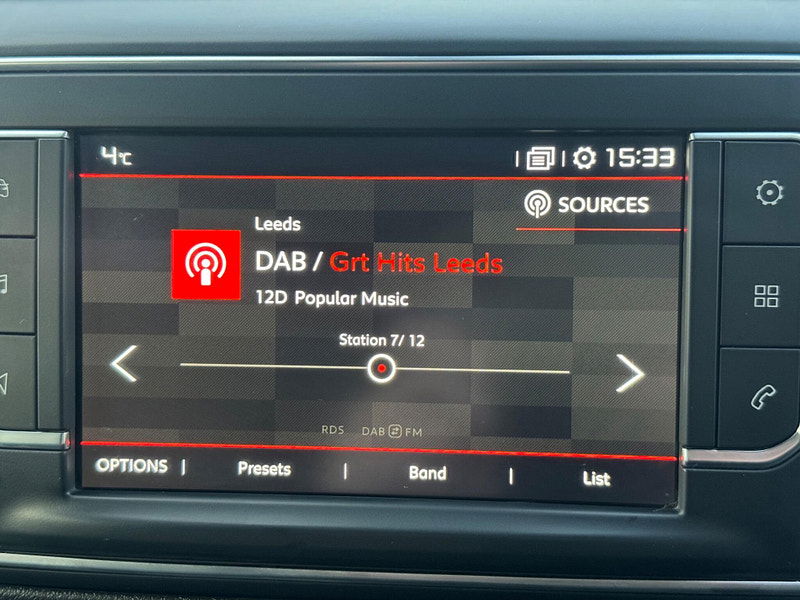 4°C
15:33
SOURCES
Leeds
DAB / Grt Hits Leeds
12D Popular Music
Station 7/ 12
RDS DAB FM
OPTIONS | Presets | Band | List